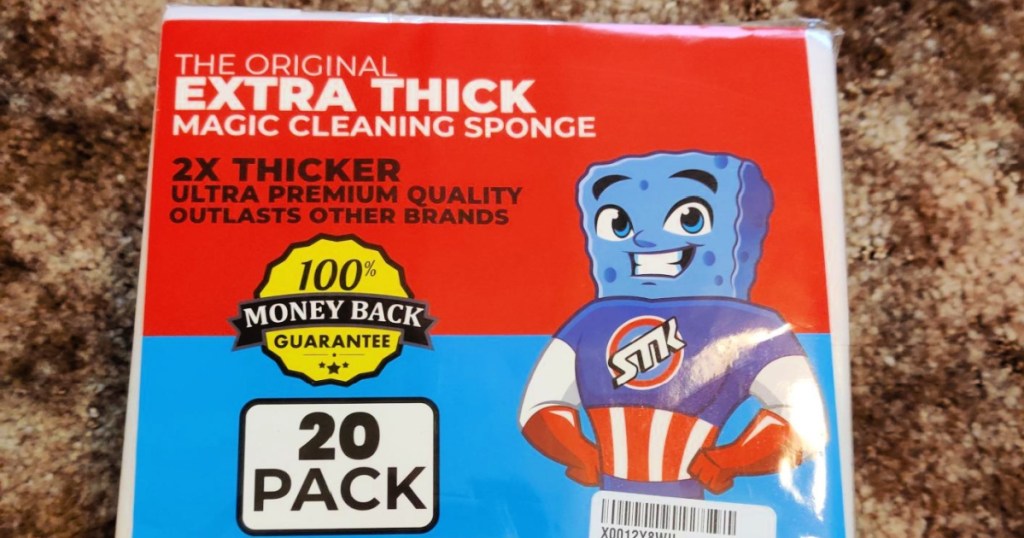 THE ORIGINAL
EXTRA THICK
MAGIC CLEANING SPONGE
2X THICKER
ULTRA PREMIUM QUALITY
OUTLASTS OTHER BRANDS
100%
MONEY BACK
GUARANTEE
STK
20
PACK